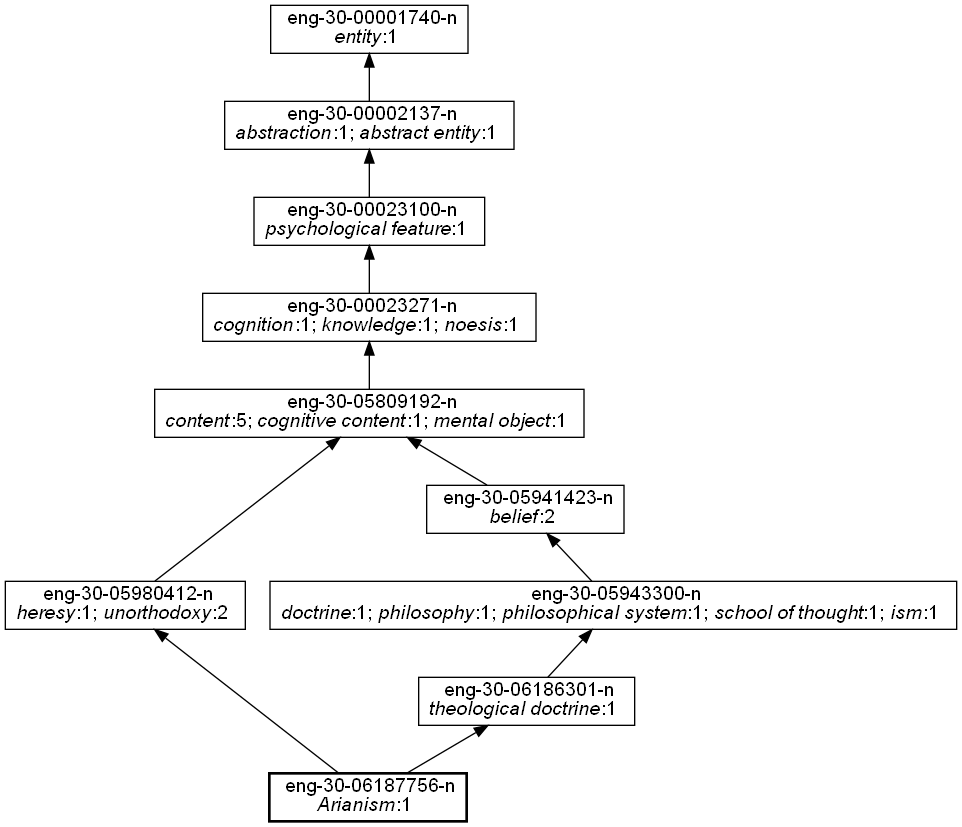 eng-30-00001740-n
entity:1
eng-30-00002137-n
abstraction:1; abstract entity:1
eng-30-00023100-n
psychological feature:1
eng-30-00023271-n
cognition:1; knowledge:1; noesis:1
eng-30-05809192-n
content:5; cognitive content:1; mental object:1
eng-30-05941423-n
belief:2
eng-30-05980412-n
heresy:1; unorthodoxy:2
eng-30-05943300-n
doctrine:1; philosophy:1; philosophical system:1; school of thought:1; ism:1
eng-30-06186301-n
theological doctrine:1
eng-30-06187756-n
Arianism:1